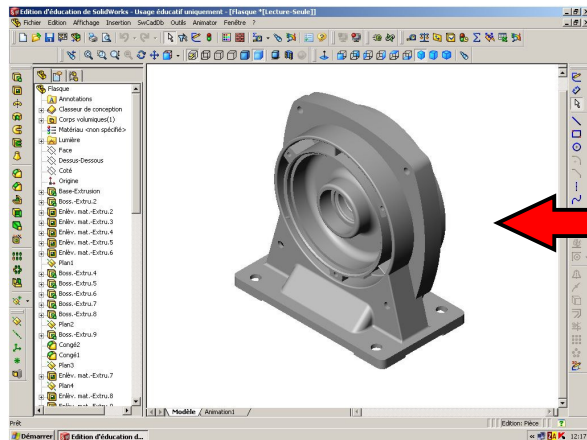 Edition d'éducation de SolidWorks - Usage éducatif uniquement - [Flasque *[Lecture-Seule]]
Fichier Edition Affichage Insertion SwCadDb Outils Animator Fenêtre ?
Flasque
Annotations
Classeur de conception
Corps volumiques(1)
Matériau <non spécifié>
Lumière
Face
Dessus-Dessous
Coté
Origine
Base-Extrusion
Boss.-Extru.2
Enlèv. mat.-Extru.2
Enlèv. mat.-Extru.3
Enlèv. mat.-Extru.4
Enlèv. mat.-Extru.5
Enlèv. mat.-Extru.6
Plan1
Boss.-Extru.4
Boss.-Extru.5
Boss.-Extru.6
Boss.-Extru.7
Boss.-Extru.8
Plan2
Boss.-Extru.9
Congé2
Congé1
Plan3
Enlèv. mat.-Extru.7
Plan4
Enlèv. mat.-Extru.8
Modèle Animation1
Prêt
Edition: Pièce
Démarrer Edition d'éducation d...
12:17